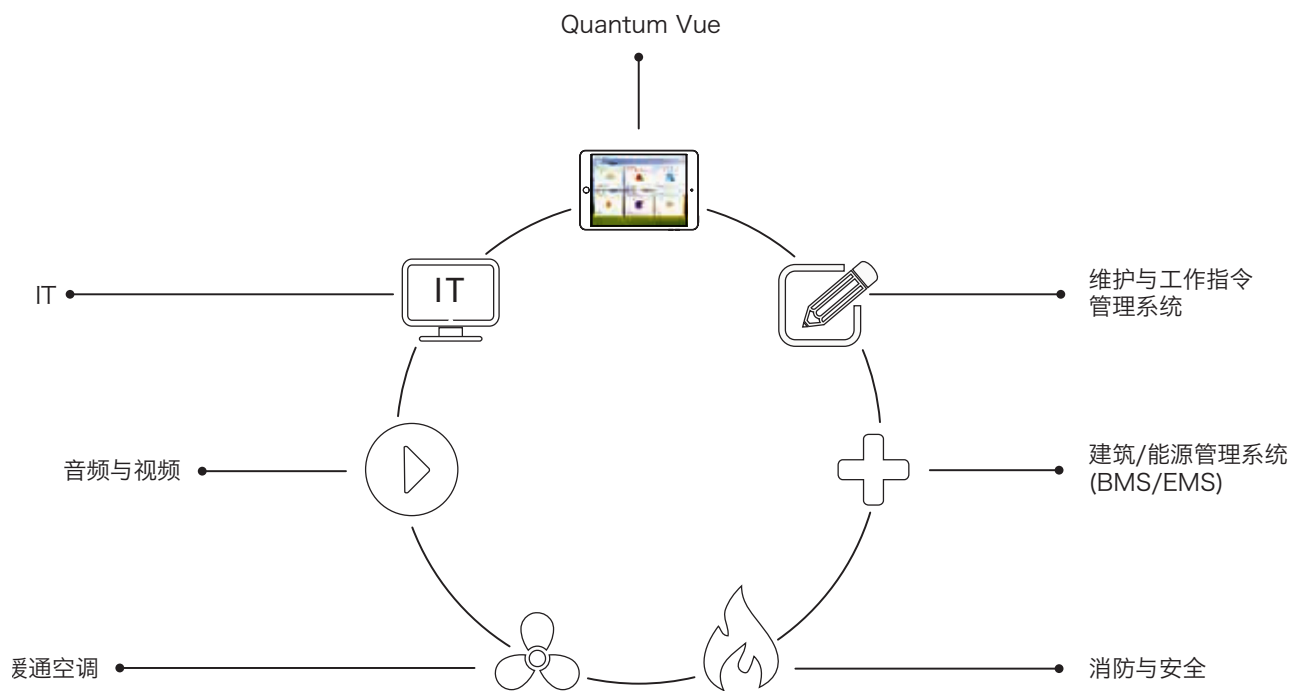 Quantum Vue
IT
IT
维护与工作指令
管理系统
音频与视频
建筑/能源管理系统
(BMS/EMS)
暖通空调
消防与安全